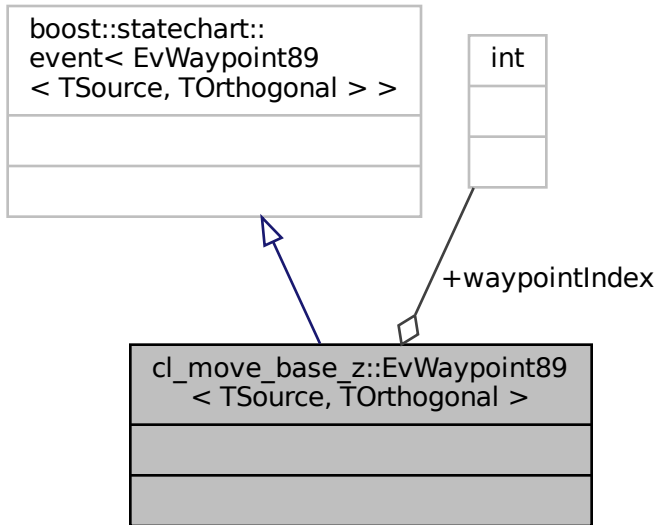 boost::statechart::
event< EvWaypoint89
< TSource, TOrthogonal > >
int
+waypointIndex
cl_move_base_z::EvWaypoint89
< TSource, TOrthogonal >